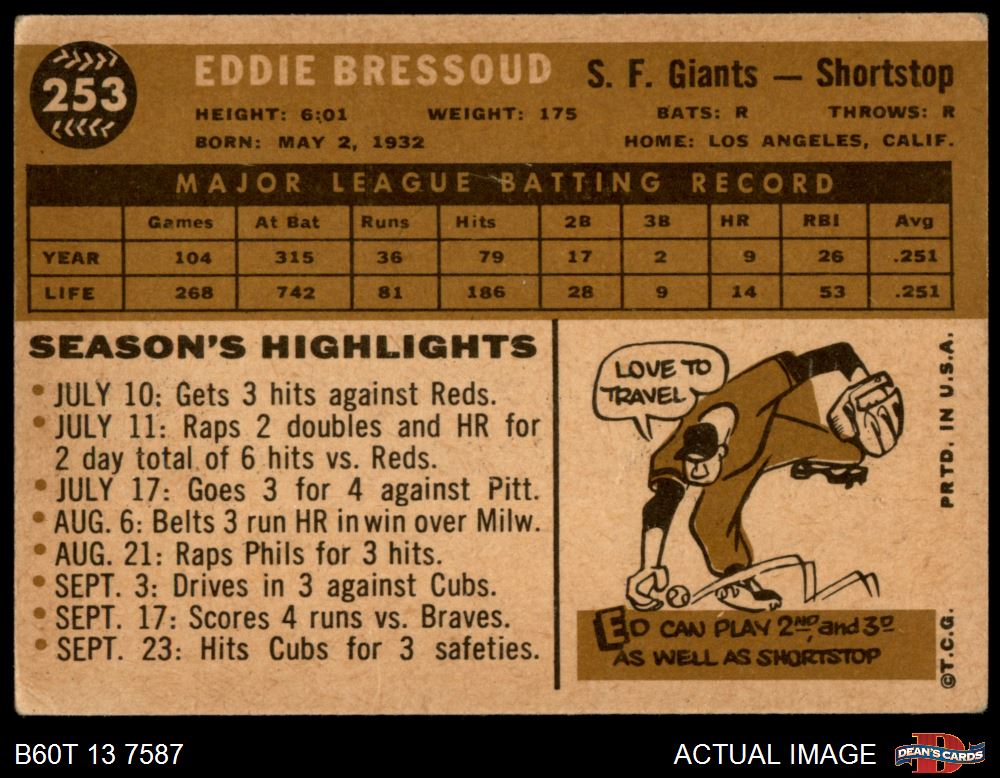 253
EDDIE BRESSOUD S. F. Giants — Shortstop
HEIGHT: 6:01 WEIGHT: 175 BATS: R THROWS: R
BORN: MAY 2, 1932 HOME: LOS ANGELES, CALIF.
MAJOR LEAGUE BATTING RECORD
Games At Bat Runs Hits 2B 3B HR RBI Avg
YEAR 104 315 36 79 17 2 9 26 .251
LIFE 268 742 81 186 28 9 14 53 .251
SEASON'S HIGHLIGHTS
• JULY 10: Gets 3 hits against Reds.
• JULY 11: Raps 2 doubles and HR for
2 day total of 6 hits vs. Reds.
• JULY 17: Goes 3 for 4 against Pitt.
• AUG. 6: Belts 3 run HR in win over Milw.
• AUG. 21: Raps Phils for 3 hits.
• SEPT. 3: Drives in 3 against Cubs.
• SEPT. 17: Scores 4 runs vs. Braves.
• SEPT. 23: Hits Cubs for 3 safeties.
LOVE TO
TRAVEL
ED CAN PLAY 2ND, and 3D
AS WELL AS SHORTSTOP
©T.C.G. PRTD. IN U.S.A.
B60T 13 7587 ACTUAL IMAGE
DEAN'S CARDS